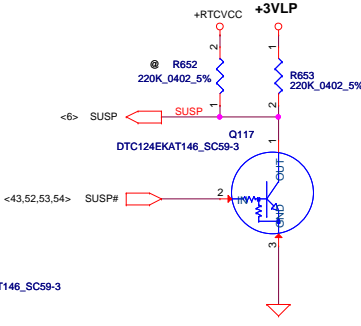 +RTCVCC
+3VLP
2
1
@ R652
220K_0402_5%
R653
220K_0402_5%
1
2
<6> SUSP
SUSP
Q117
DTC124EKAT146_SC59-3
1
OUT
<43,52,53,54> SUSP#
2
IN
GND
3
T146_SC59-3